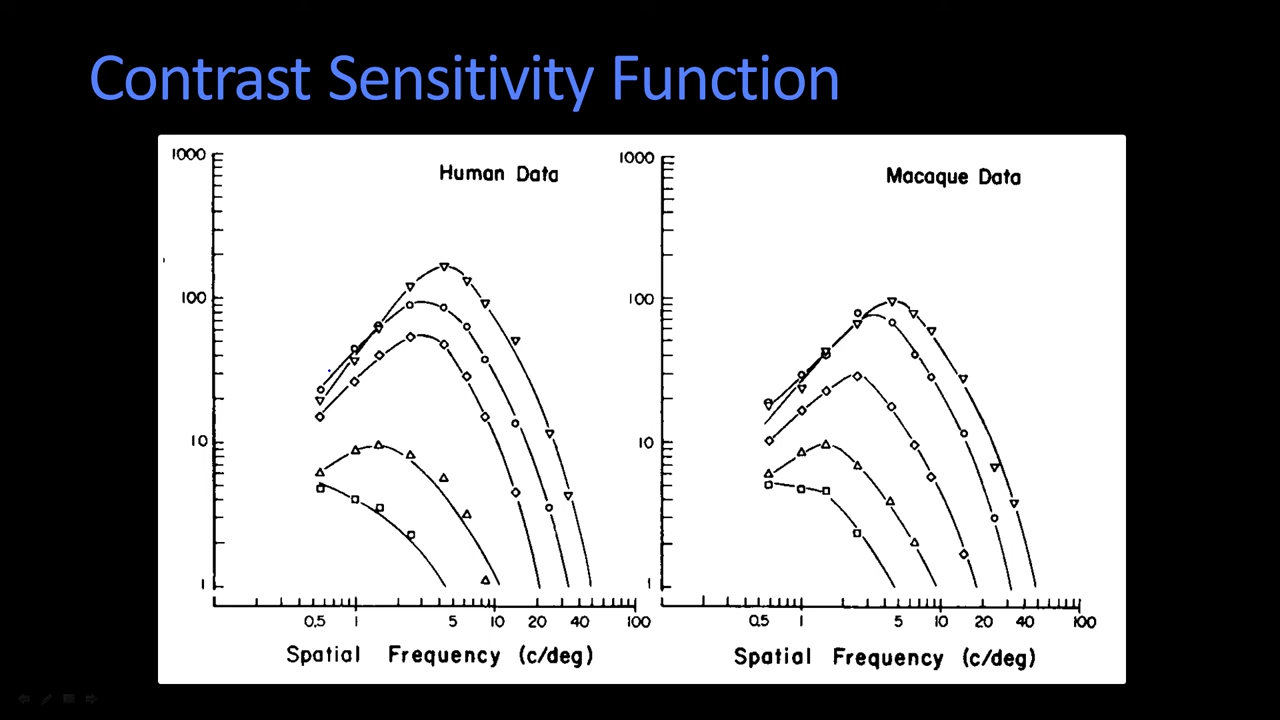 Contrast Sensitivity Function
Human Data
1000
100
10
1
0.5 1 5 10 20 40 100
Spatial Frequency (c/deg)
Macaque Data
1000
100
10
1
0.5 1 5 10 20 40 100
Spatial Frequency (c/deg)